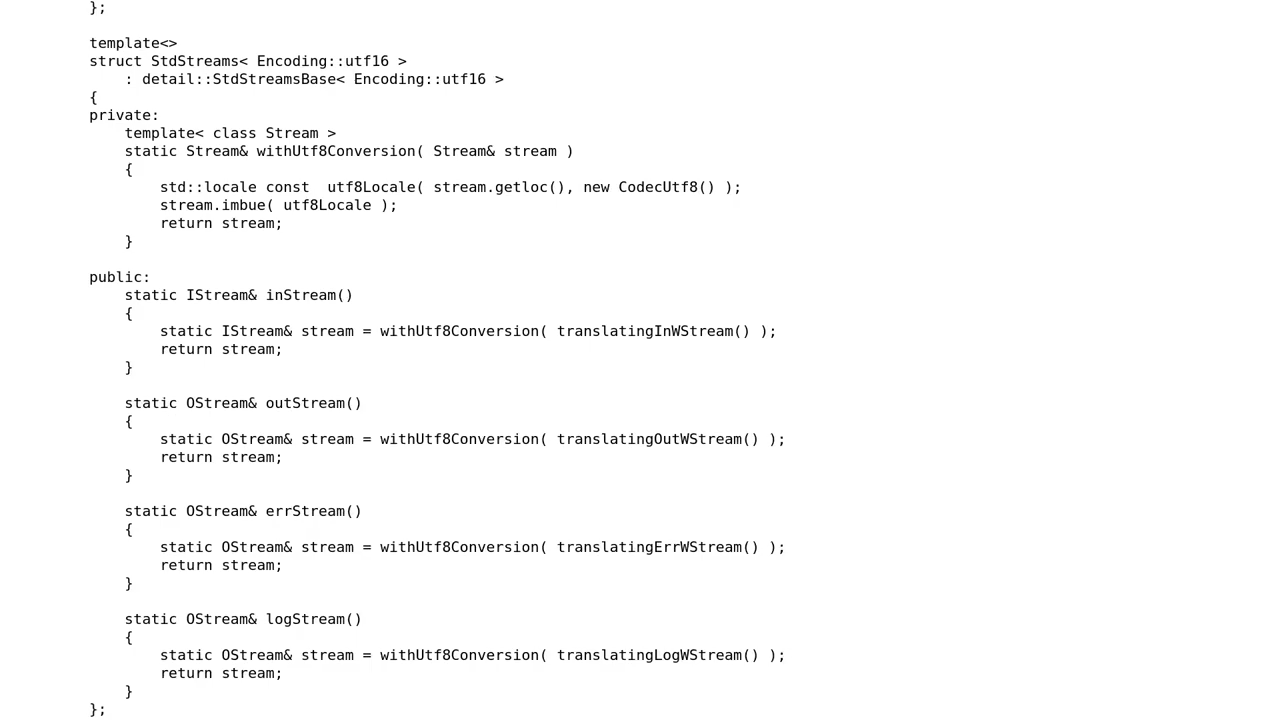 };

template<>
struct StdStreams< Encoding::utf16 >
    : detail::StdStreamsBase< Encoding::utf16 >
{
private:
    template< class Stream >
    static Stream& withUtf8Conversion( Stream& stream )
    {
        std::locale const  utf8Locale( stream.getloc(), new CodecUtf8() );
        stream.imbue( utf8Locale );
        return stream;
    }

public:
    static IStream& inStream()
    {
        static IStream& stream = withUtf8Conversion( translatingInWStream() );
        return stream;
    }

    static OStream& outStream()
    {
        static OStream& stream = withUtf8Conversion( translatingOutWStream() );
        return stream;
    }

    static OStream& errStream()
    {
        static OStream& stream = withUtf8Conversion( translatingErrWStream() );
        return stream;
    }

    static OStream& logStream()
    {
        static OStream& stream = withUtf8Conversion( translatingLogWStream() );
        return stream;
    }
};